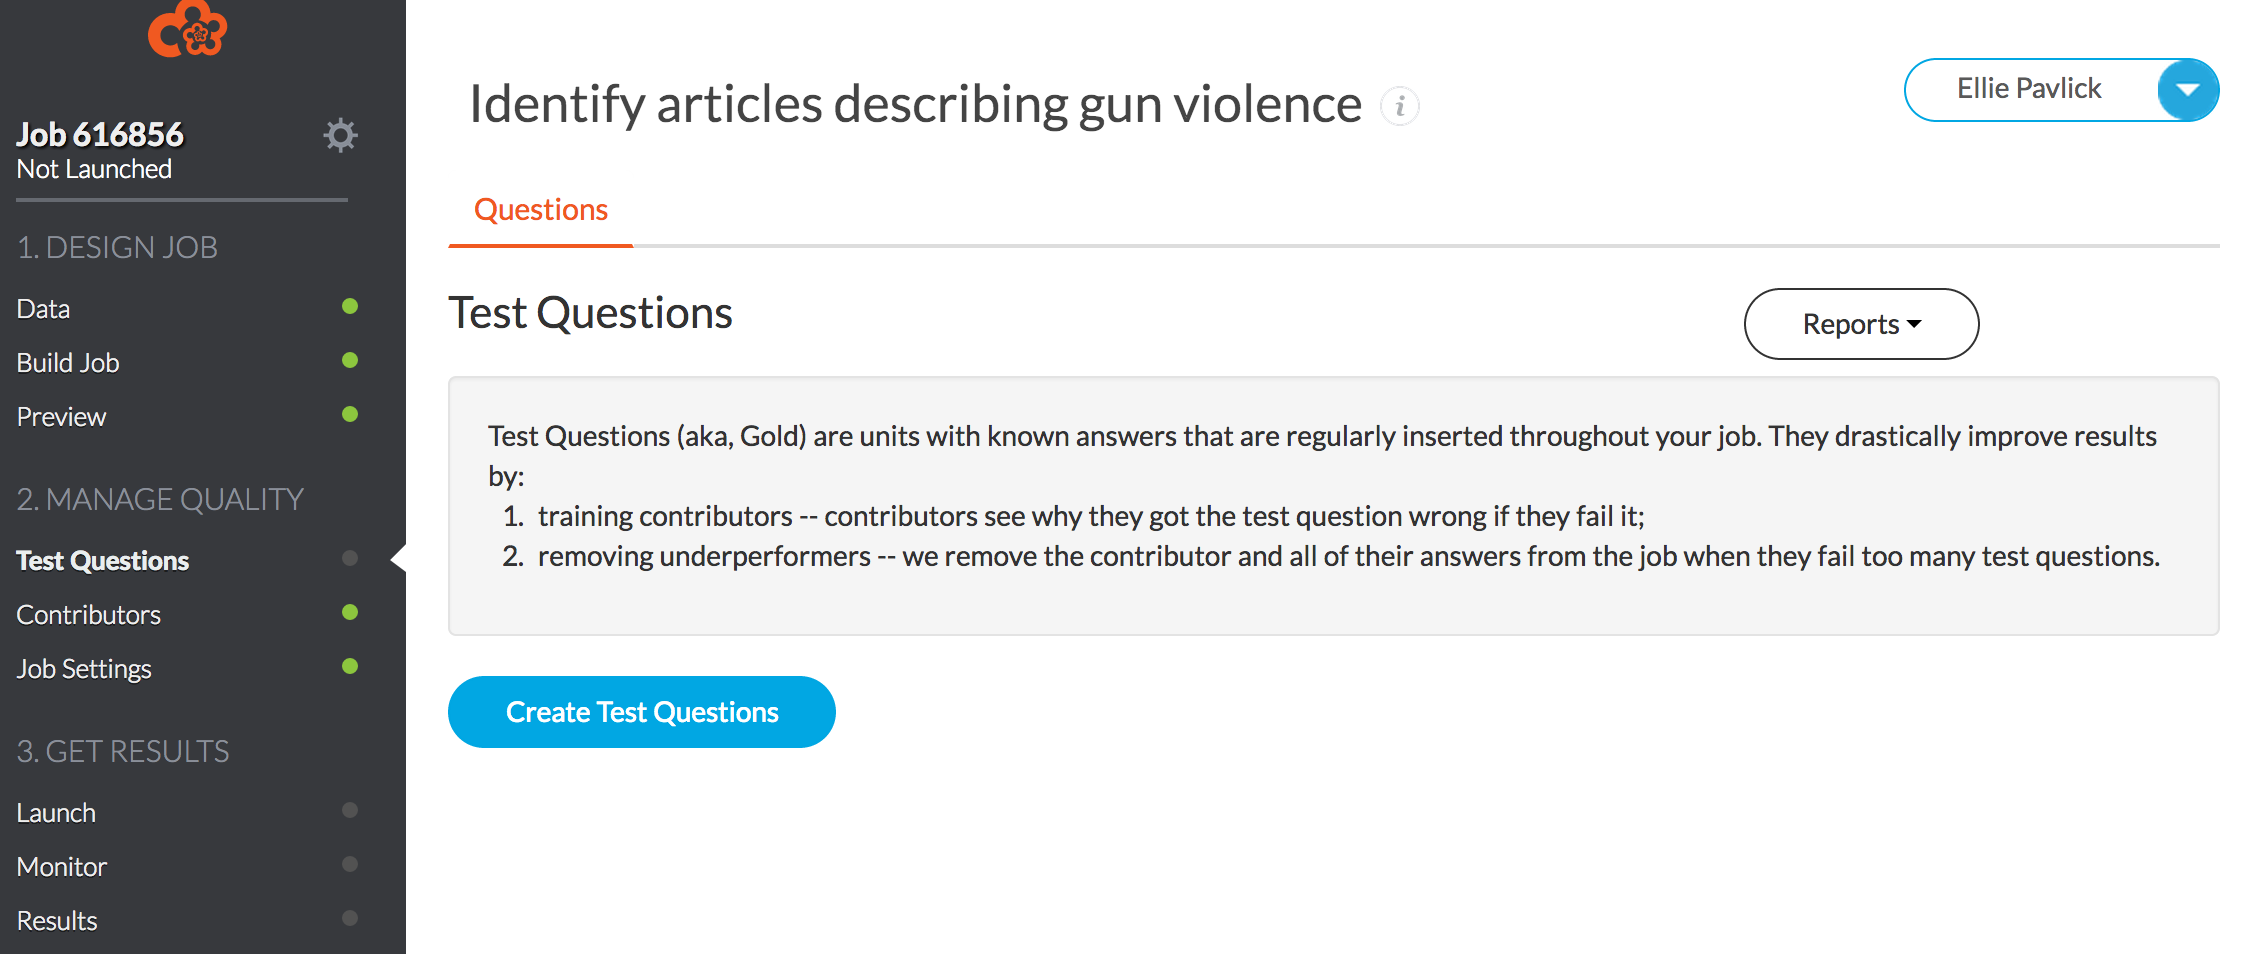 Job 616856
Not Launched
1. DESIGN JOB
Data
Build Job
Preview
2. MANAGE QUALITY
Test Questions
Contributors
Job Settings
3. GET RESULTS
Launch
Monitor
Results
Identify articles describing gun violence i
Ellie Pavlick
Questions
Test Questions
Reports
Test Questions (aka, Gold) are units with known answers that are regularly inserted throughout your job. They drastically improve results
by:
1. training contributors -- contributors see why they got the test question wrong if they fail it;
2. removing underperformers -- we remove the contributor and all of their answers from the job when they fail too many test questions.
Create Test Questions